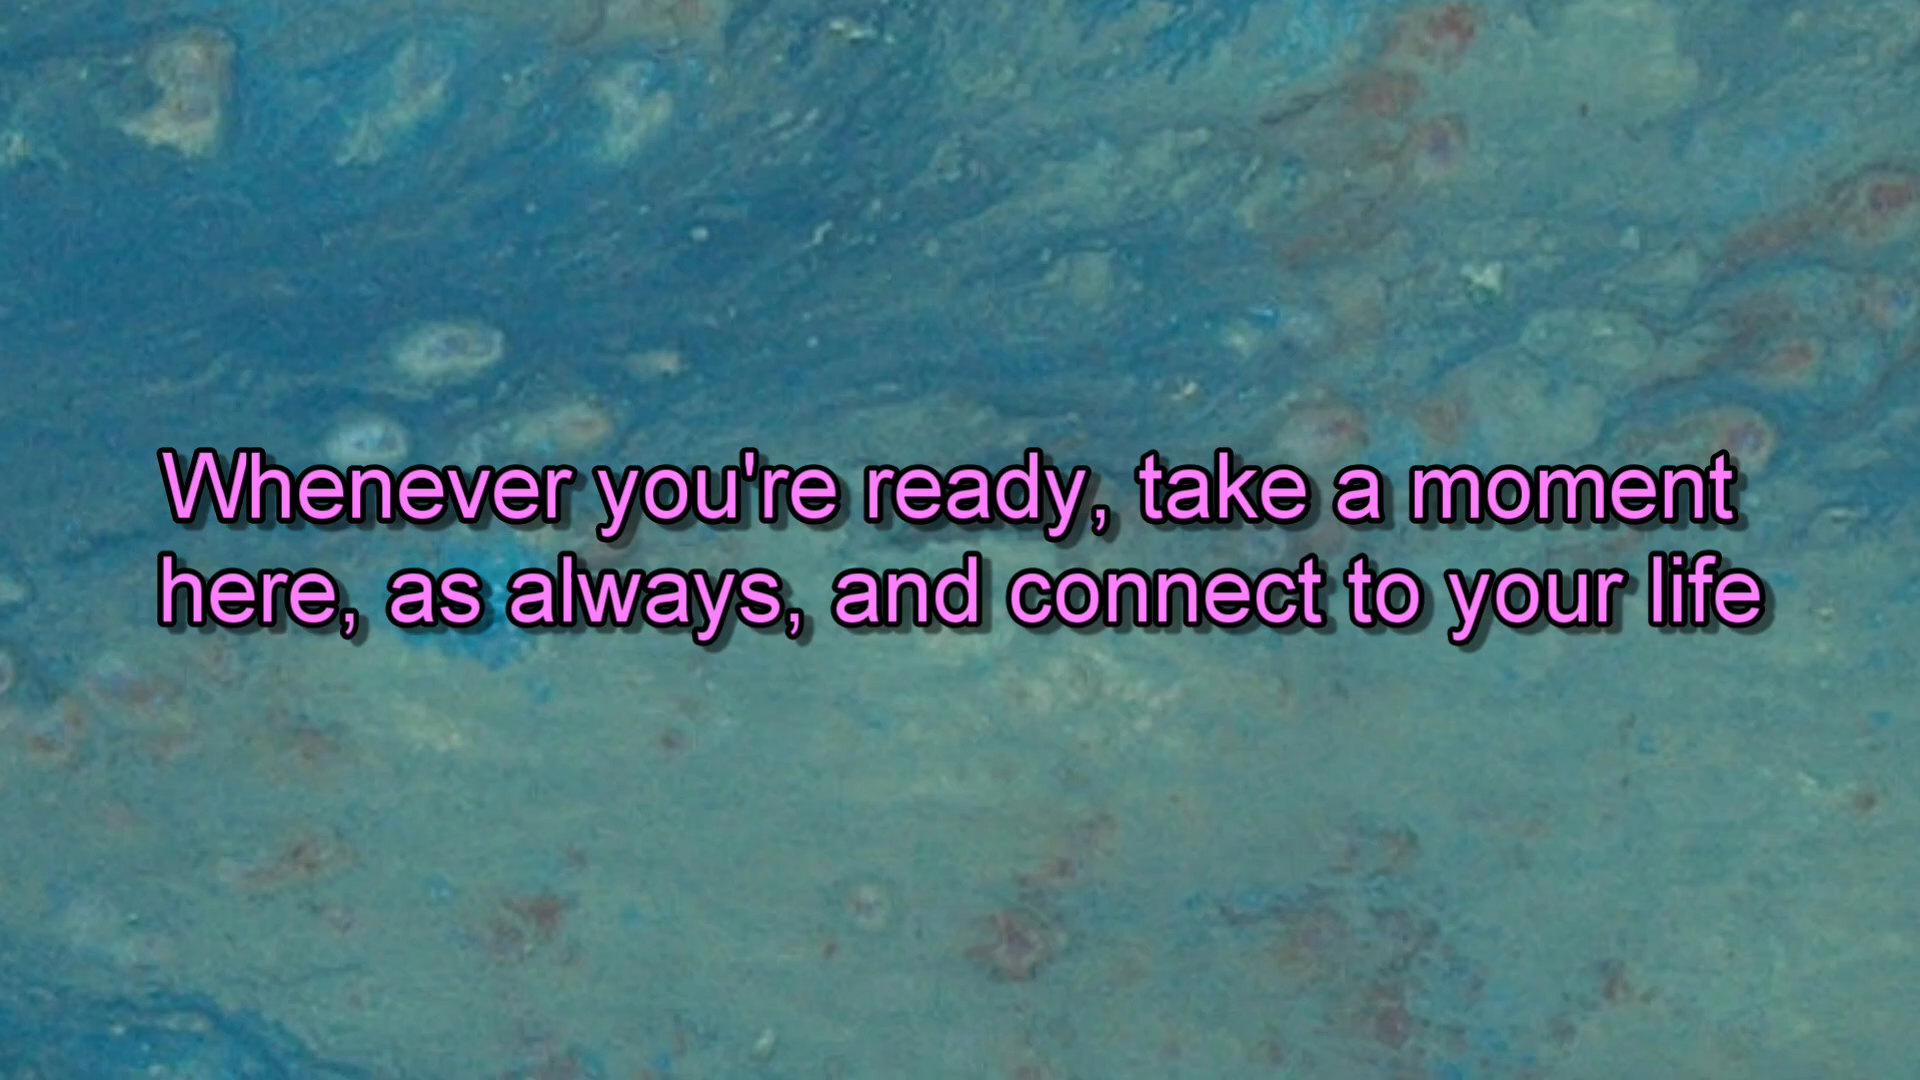 Whenever you're ready, take a moment
here, as always, and connect to your life